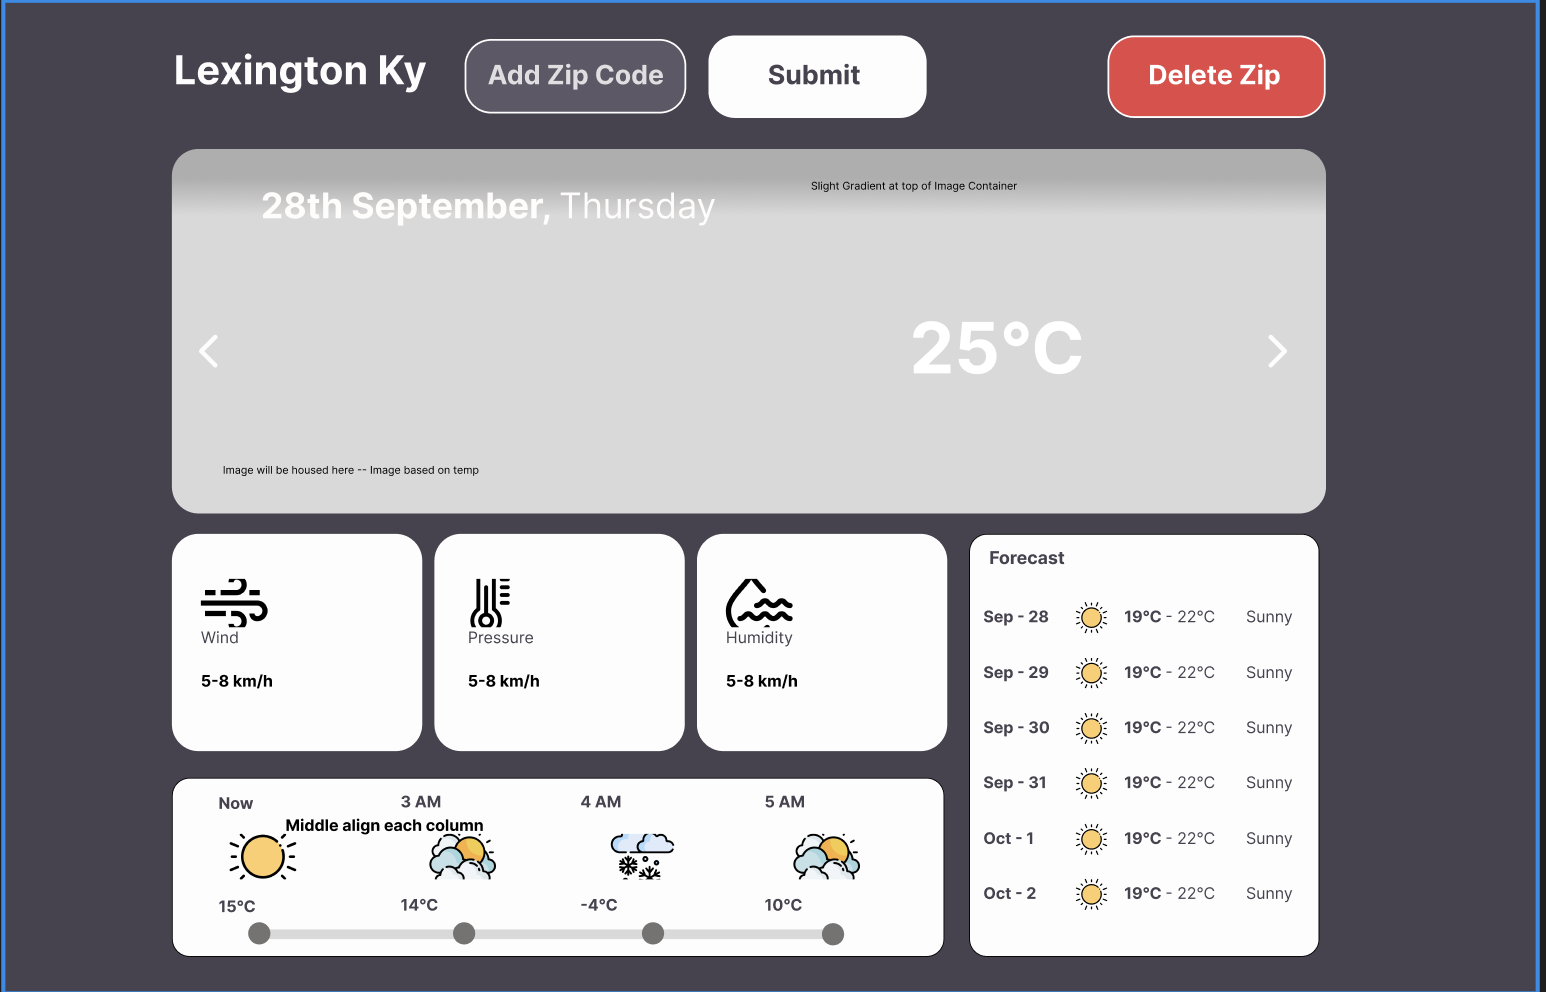 Lexington Ky
Add Zip Code
Submit
Delete Zip
28th September, Thursday
Slight Gradient at top of Image Container
25°C
Image will be housed here -- Image based on temp
Wind
5-8 km/h
Pressure
5-8 km/h
Humidity
5-8 km/h
Forecast
Sep - 28 19°C - 22°C Sunny
Sep - 29 19°C - 22°C Sunny
Sep - 30 19°C - 22°C Sunny
Sep - 31 19°C - 22°C Sunny
Oct - 1 19°C - 22°C Sunny
Oct - 2 19°C - 22°C Sunny
Now 3 AM 4 AM 5 AM
Middle align each column
15°C 14°C -4°C 10°C